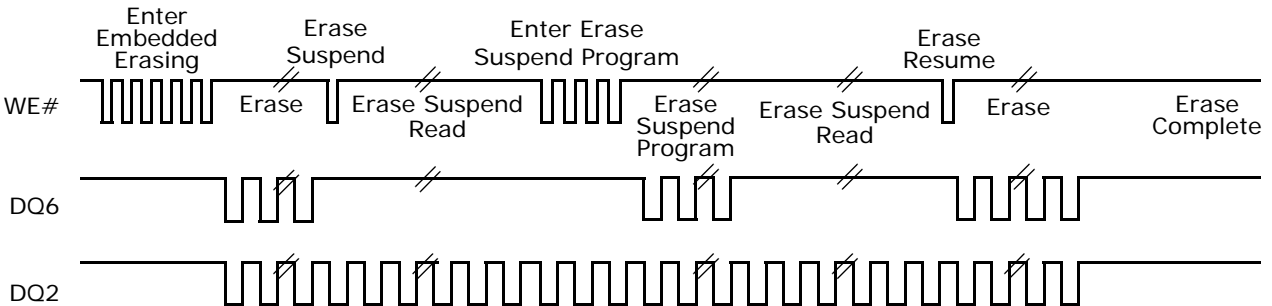 Enter
Embedded
Erasing
Erase
Suspend
Enter Erase
Suspend Program
Erase
Resume
WE#
Erase
Erase Suspend
Read
Erase
Suspend
Program
Erase Suspend
Read
Erase
Erase
Complete
DQ6
DQ2